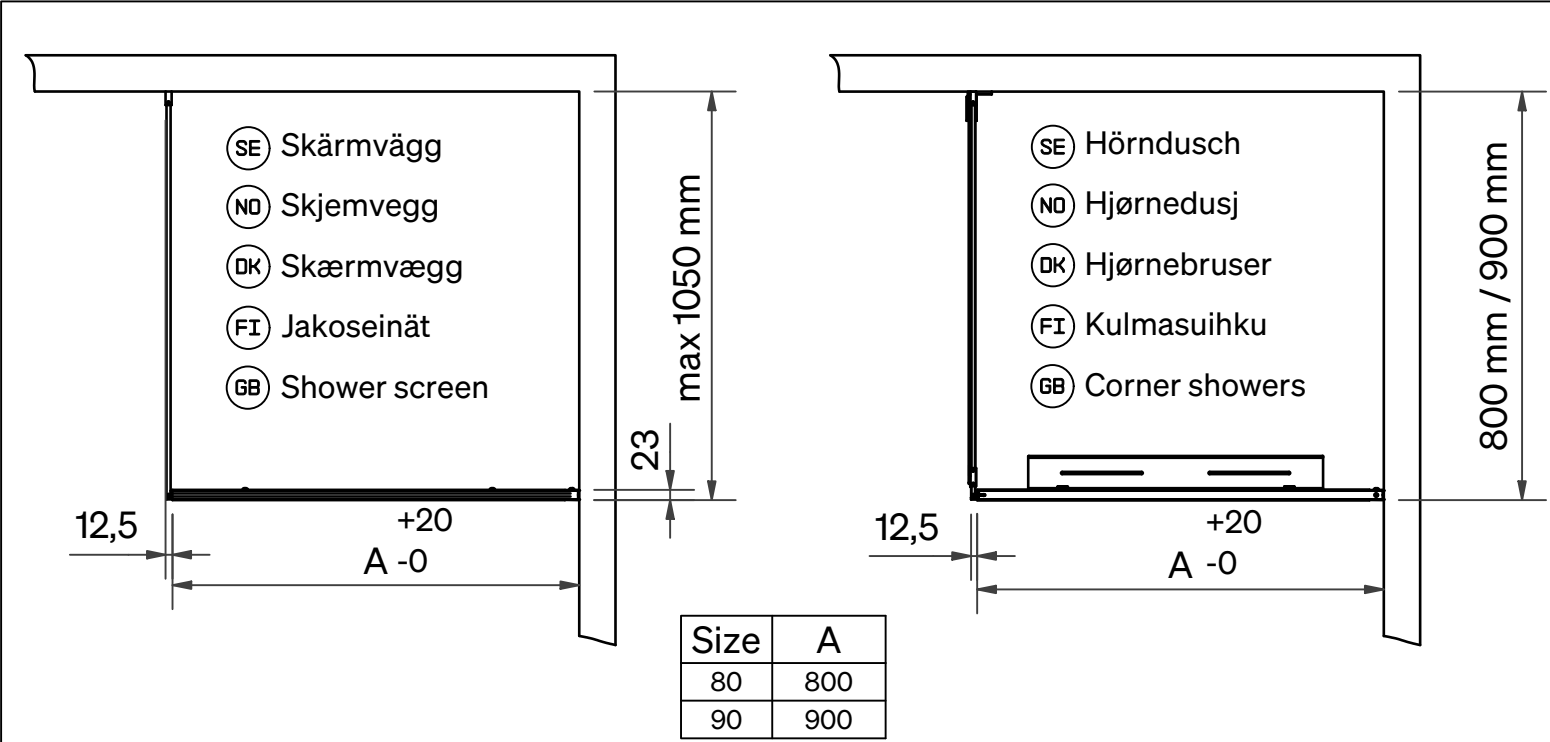 SE Skärmvägg
NO Skjemvegg
DK Skærmvægg
FI Jakoseinät
GB Shower screen
max 1050 mm
23
12,5
+20
A -0
SE Hörndusch
NO Hjørnedusj
DK Hjørnebruser
FI Kulmasuihku
GB Corner showers
800 mm / 900 mm
12,5
+20
A -0
Size A
80 800
90 900